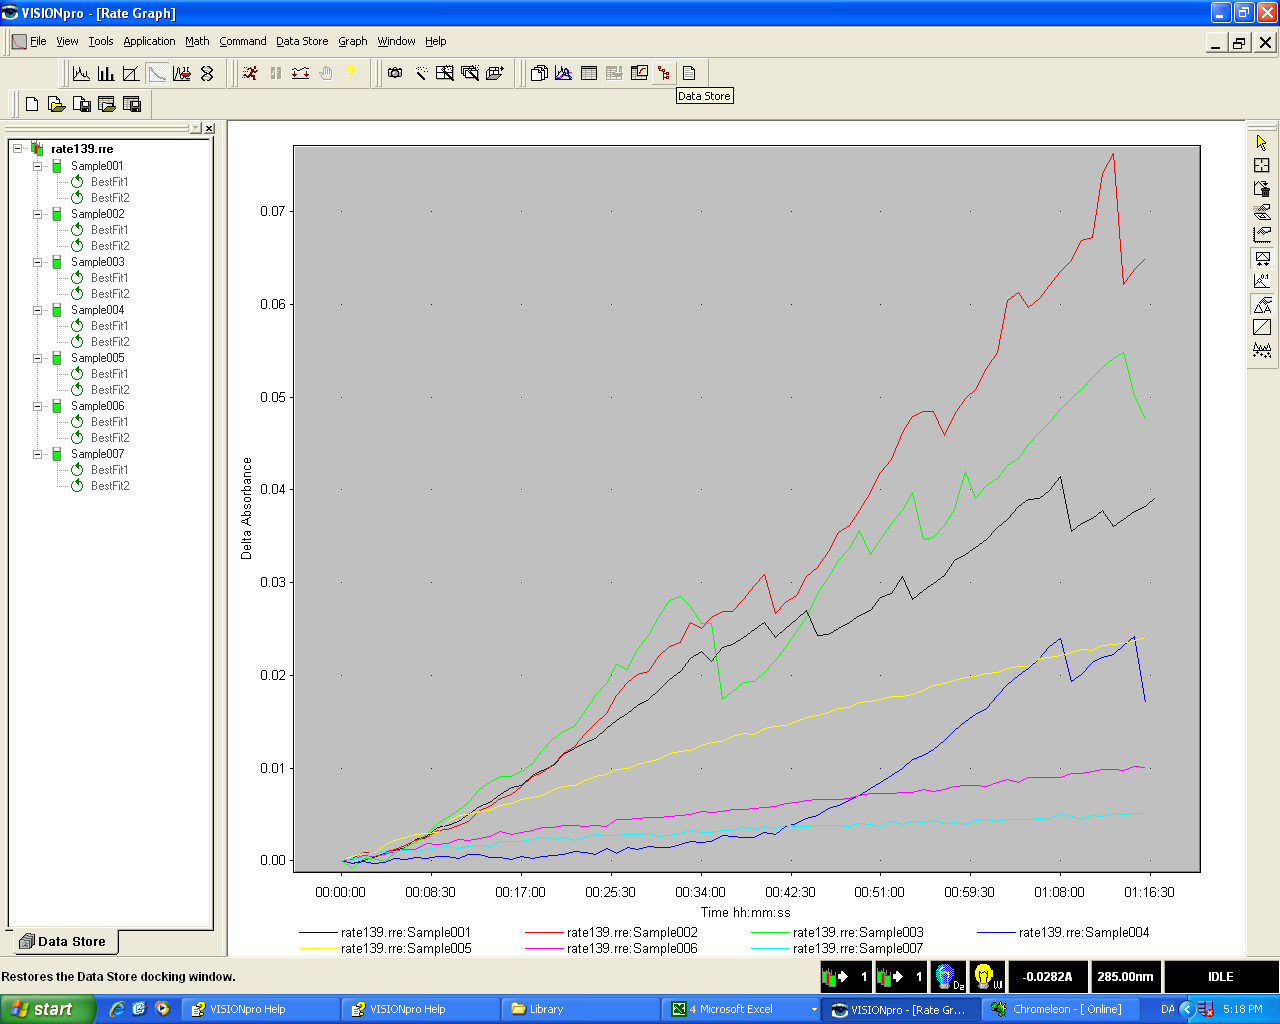 VISIONpro - [Rate Graph]
File View Tools Application Math Command Data Store Graph Window Help
Data Store
rate139.rre
Sample001
BestFit1
BestFit2
Sample002
BestFit1
BestFit2
Sample003
BestFit1
BestFit2
Sample004
BestFit1
BestFit2
Sample005
BestFit1
BestFit2
Sample006
BestFit1
BestFit2
Sample007
BestFit1
BestFit2
Data Store
Delta Absorbance
0.07
0.06
0.05
0.04
0.03
0.02
0.01
0.00
00:00:00 00:08:30 00:17:00 00:25:30 00:34:00 00:42:30 00:51:00 00:59:30 01:08:00 01:16:30
Time hh:mm:ss
rate139.rre:Sample001 rate139.rre:Sample002 rate139.rre:Sample003 rate139.rre:Sample004
rate139.rre:Sample005 rate139.rre:Sample006 rate139.rre:Sample007
Restores the Data Store docking window.
1 1 D2 W -0.0282A 285.00nm IDLE
start VISIONpro Help VISIONpro Help Library 4 Microsoft Excel VISIONpro - [Rate Gr... Chromeleon - [ Online] DA 5:18 PM